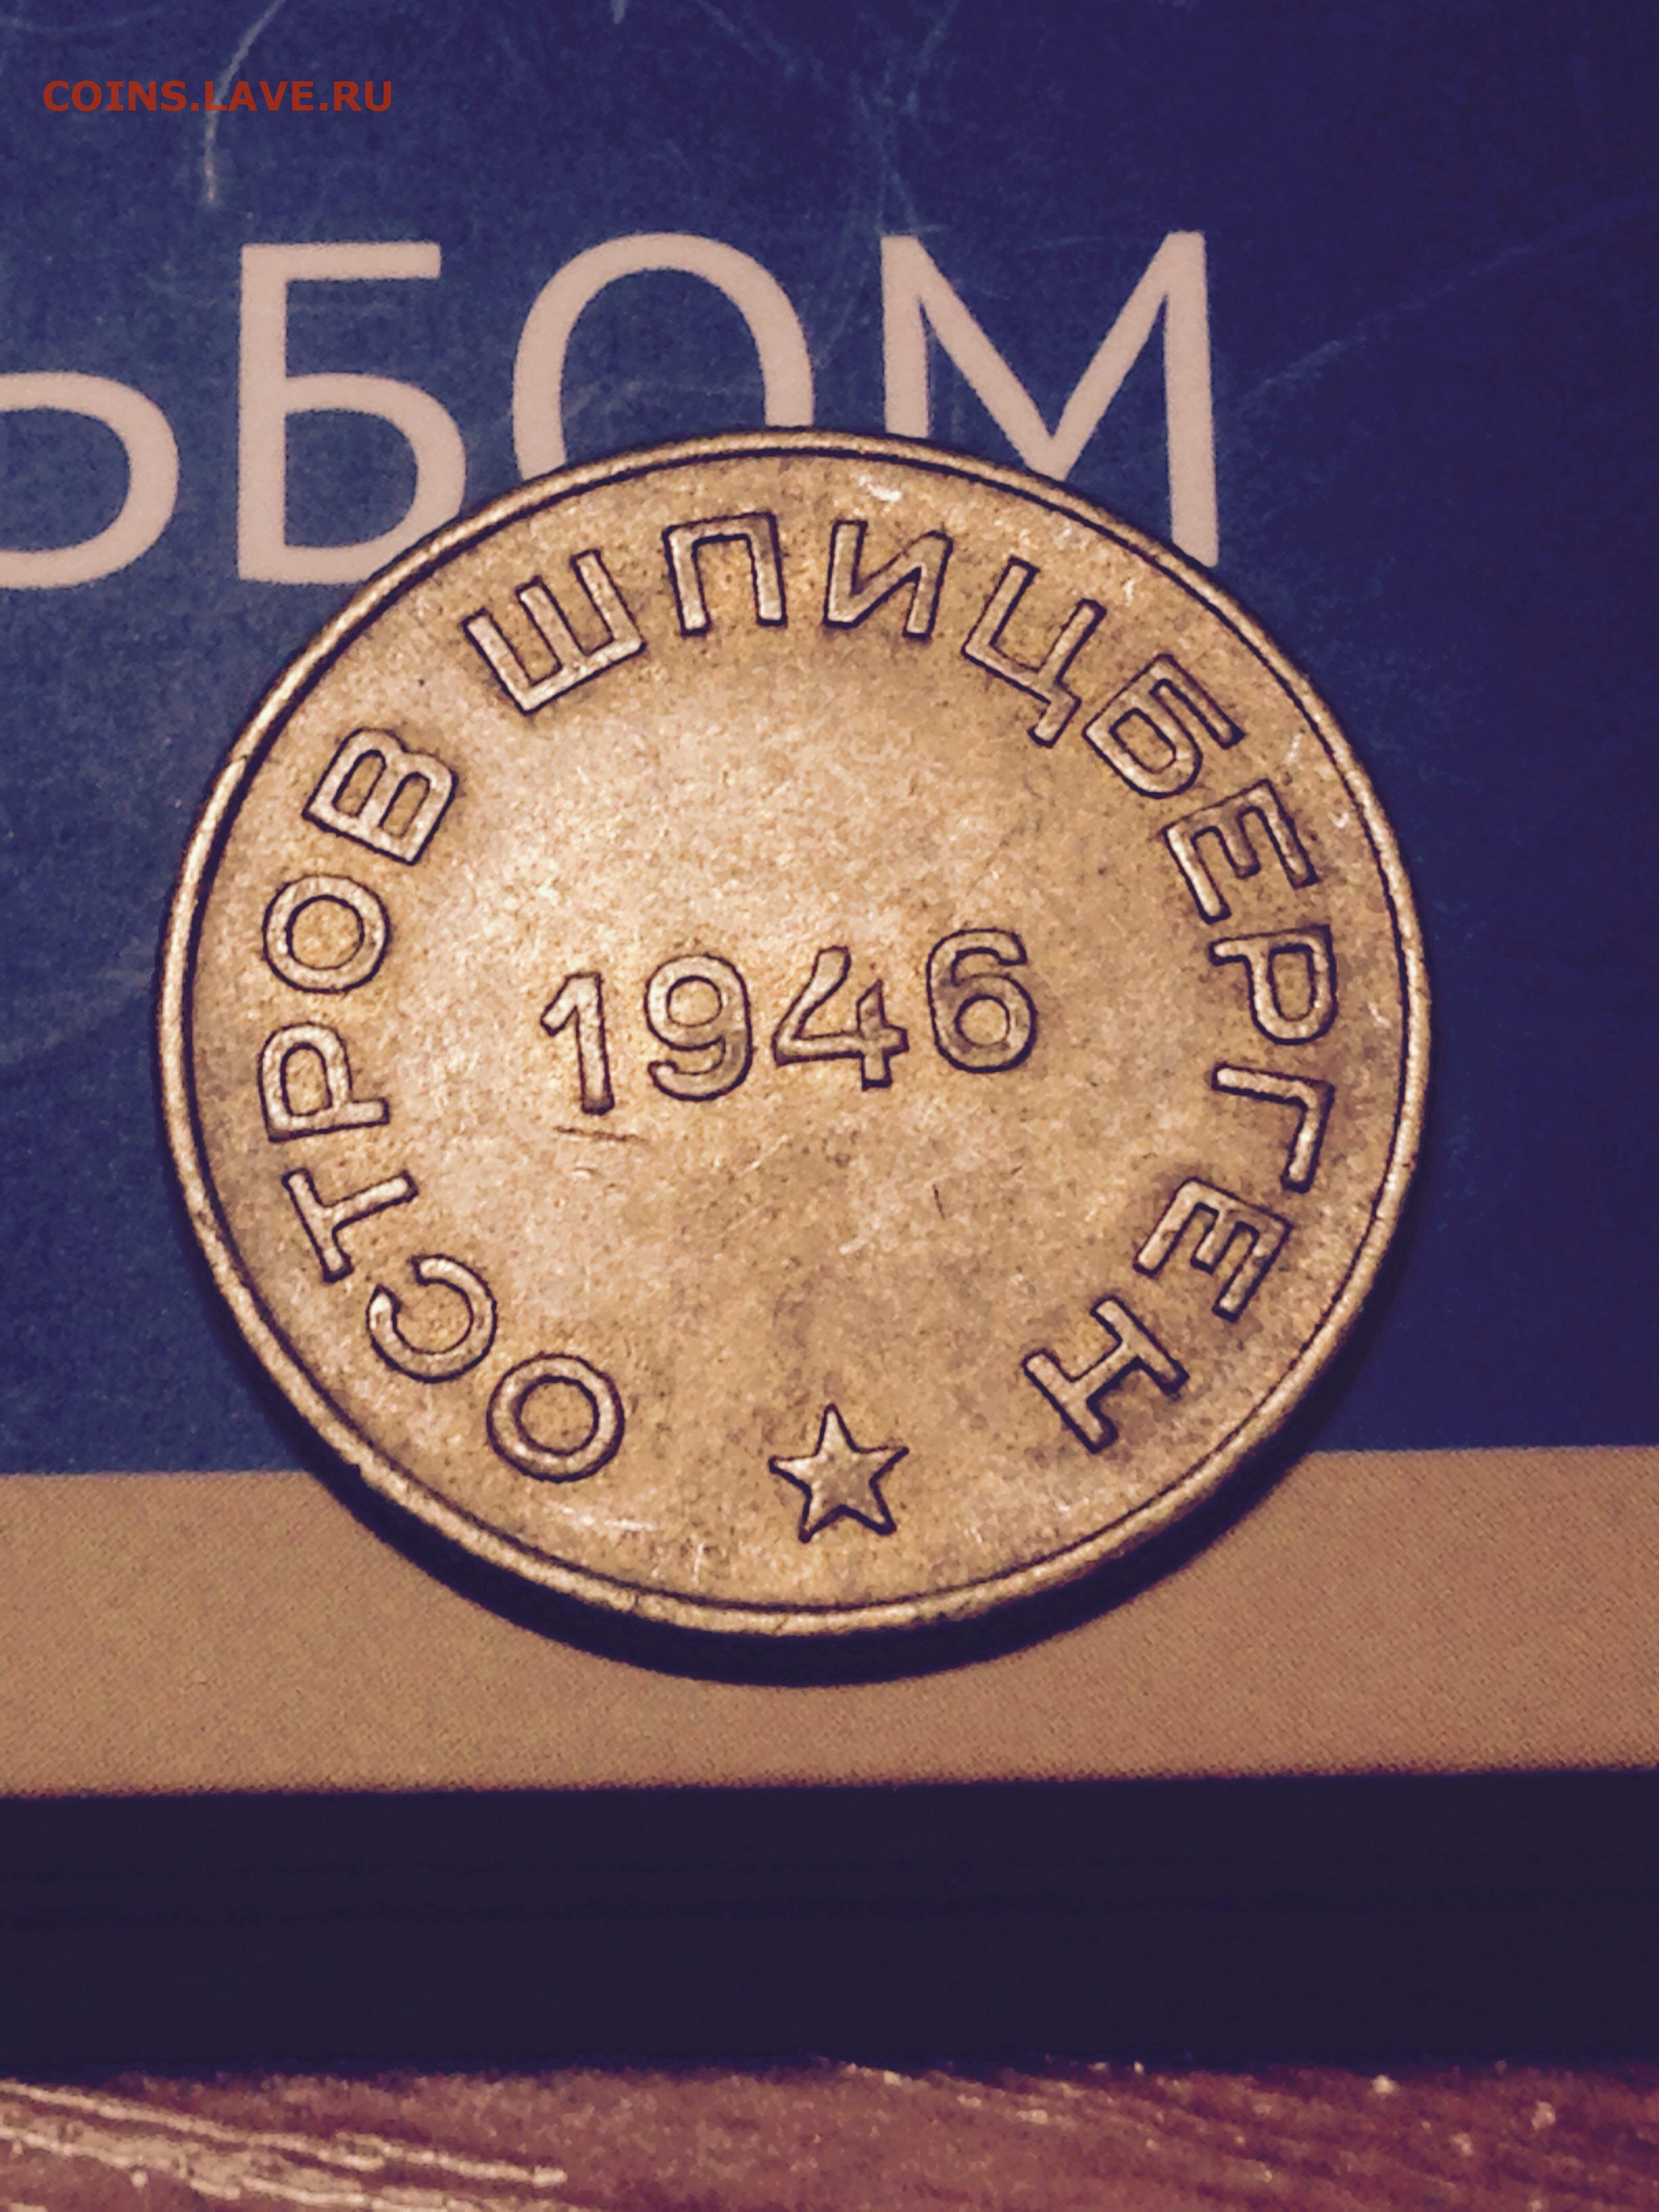 COINS.LAVE.RU
ЬБОМ
ОСТРОВ ШПИЦБЕРГЕН
1946